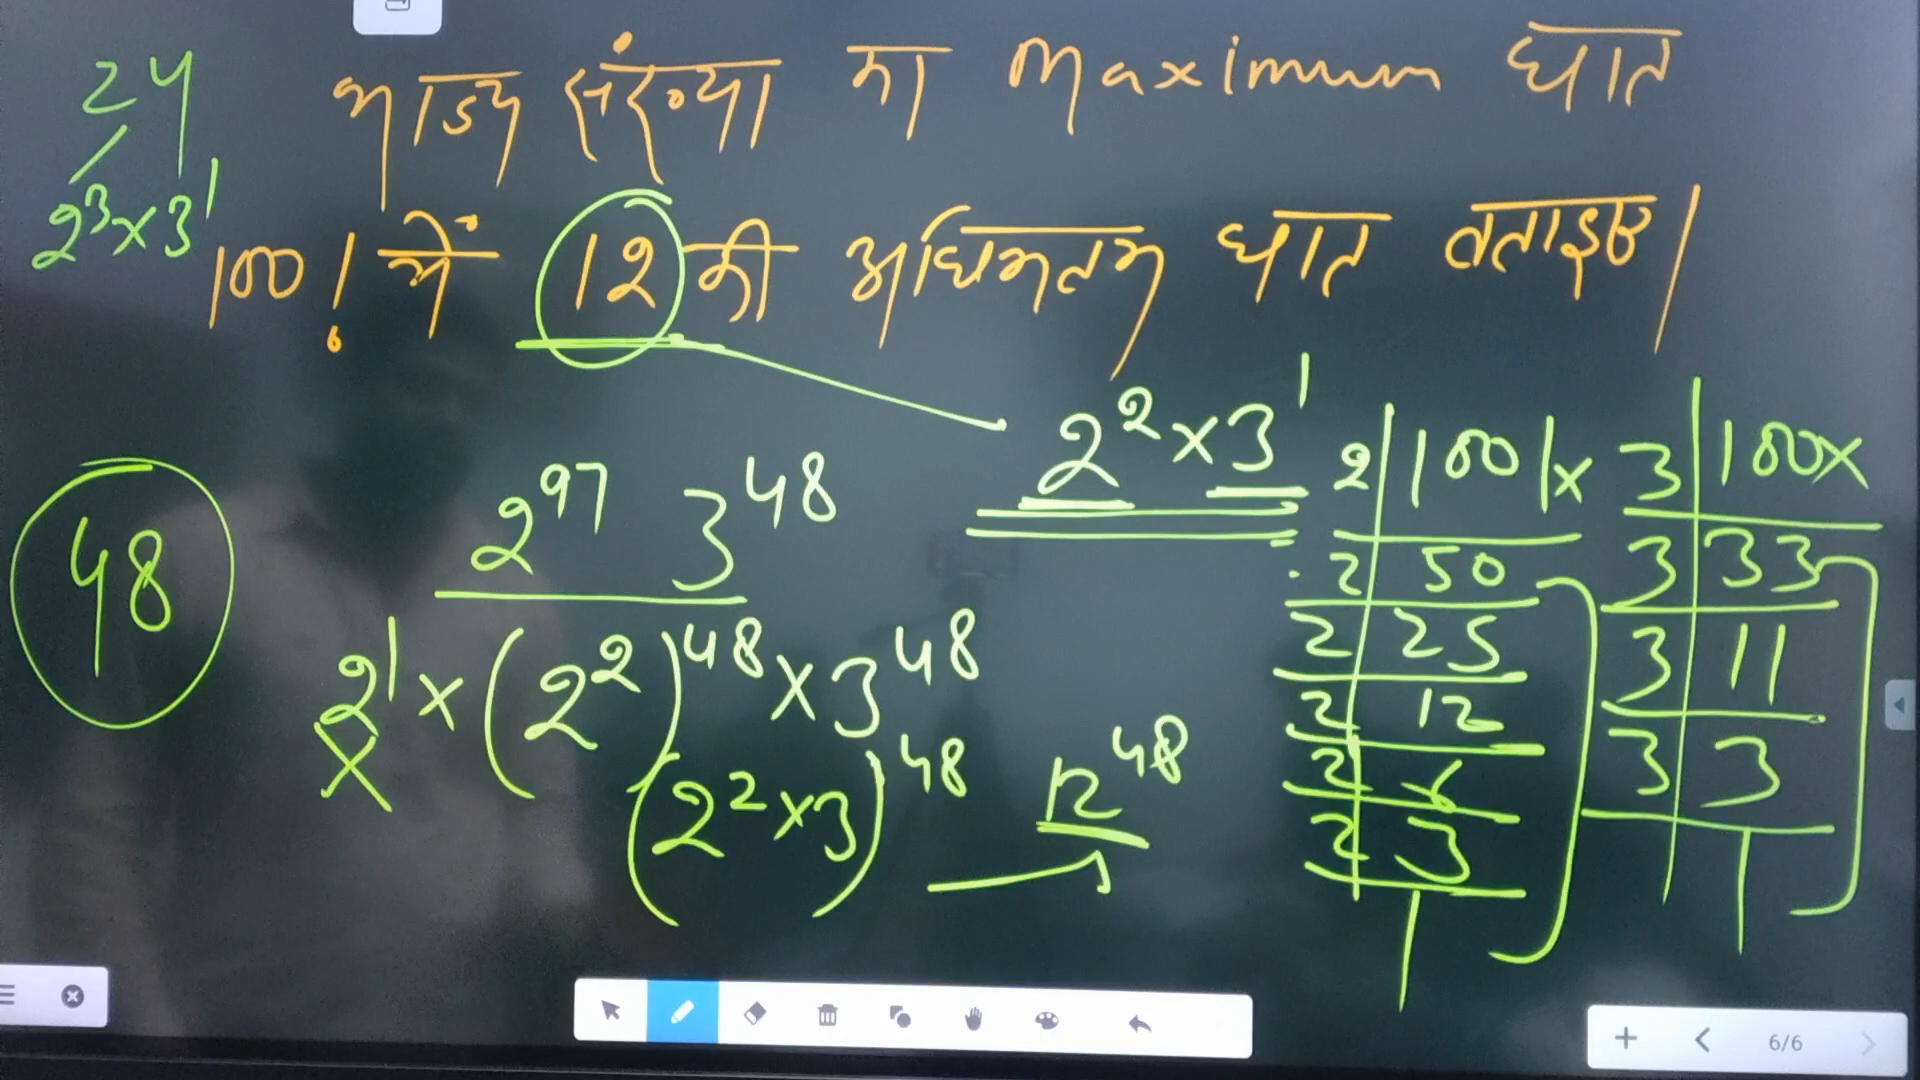 24 भाज्य संख्या का Maximum घात
2³×3¹
100! में 12 की अधिकतम घात बताइए।
2²×3¹
2 | 100 | x
2 | 50
2 | 25
2 | 12
2 | 6
2 | 3
1
3 | 100 x
3 | 33
3 | 11
3 | 3
1
48
2⁹⁷ 3⁴⁸
2¹ × (2²)⁴⁸ × 3⁴⁸
x (2²×3)⁴⁸ → 12⁴⁸
6/6